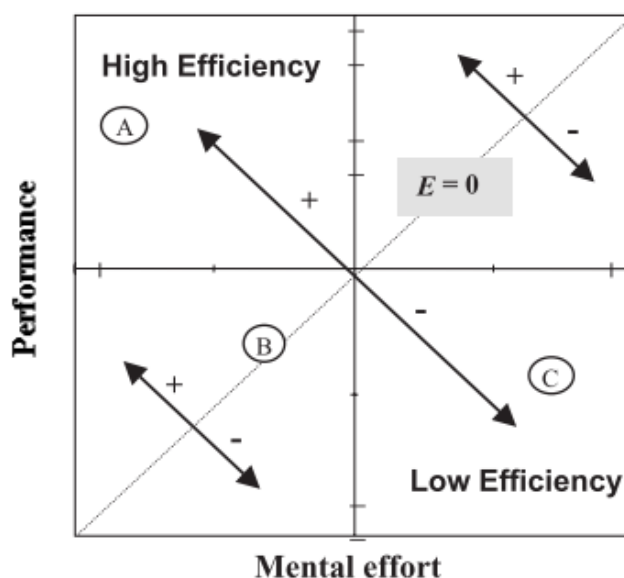 High Efficiency
+
-
A
E = 0
+
Performance
-
B
C
+
-
Low Efficiency
Mental effort